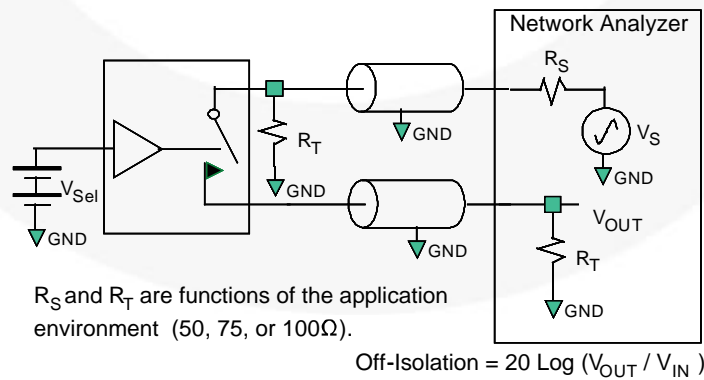 Network Analyzer
R_S
V_S
GND
GND
R_T
GND
V_Sel
GND
GND
V_OUT
R_T
GND
R_S and R_T are functions of the application
environment (50, 75, or 100Ω).
Off-Isolation = 20 Log (V_OUT / V_IN )